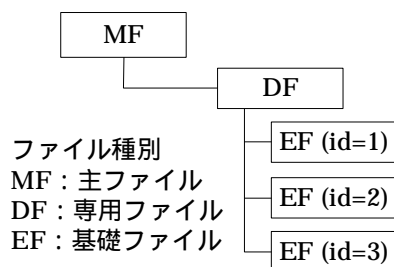 MF
DF
EF (id=1)
EF (id=2)
EF (id=3)
ファイル種別
MF：主ファイル
DF：専用ファイル
EF：基礎ファイル